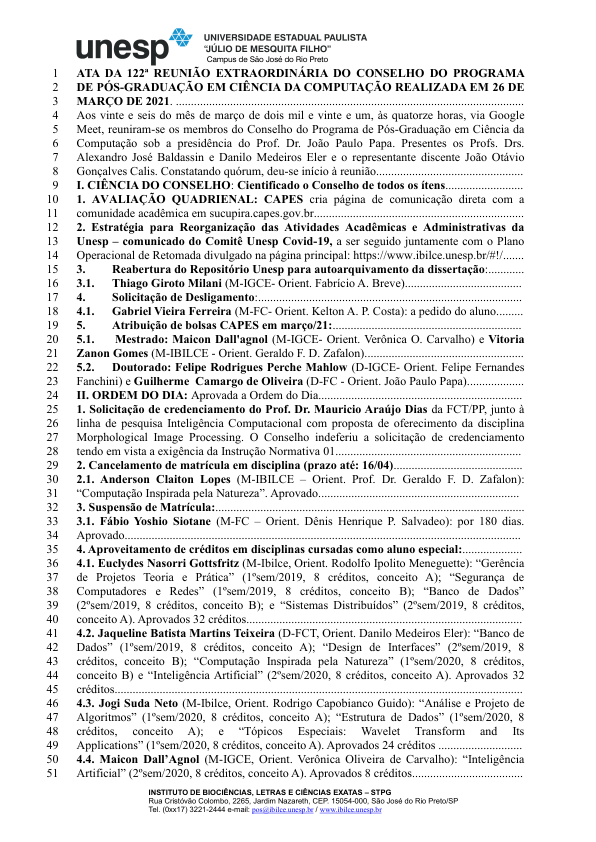 unesp
UNIVERSIDADE ESTADUAL PAULISTA
“JÚLIO DE MESQUITA FILHO”
Campus de São José do Rio Preto
1 ATA DA 122ª REUNIÃO EXTRAORDINÁRIA DO CONSELHO DO PROGRAMA
2 DE PÓS-GRADUAÇÃO EM CIÊNCIA DA COMPUTAÇÃO REALIZADA EM 26 DE
3 MARÇO DE 2021. ....................................................................................................................
4 Aos vinte e seis do mês de março de dois mil e vinte e um, às quatorze horas, via Google
5 Meet, reuniram-se os membros do Conselho do Programa de Pós-Graduação em Ciência da
6 Computação sob a presidência do Prof. Dr. João Paulo Papa. Presentes os Profs. Drs.
7 Alexandro José Baldassin e Danilo Medeiros Eler e o representante discente João Otávio
8 Gonçalves Calis. Constatando quórum, deu-se início à reunião.................................................
9 I. CIÊNCIA DO CONSELHO: Cientificado o Conselho de todos os ítens..........................
10 1. AVALIAÇÃO QUADRIENAL: CAPES cria página de comunicação direta com a
11 comunidade acadêmica em sucupira.capes.gov.br......................................................................
12 2. Estratégia para Reorganização das Atividades Acadêmicas e Administrativas da
13 Unesp – comunicado do Comitê Unesp Covid-19, a ser seguido juntamente com o Plano
14 Operacional de Retomada divulgado na página principal: https://www.ibilce.unesp.br/#!/.......
15 3. Reabertura do Repositório Unesp para autoarquivamento da dissertação:............
16 3.1. Thiago Giroto Milani (M-IGCE- Orient. Fabrício A. Breve).......................................
17 4. Solicitação de Desligamento:........................................................................................
18 4.1. Gabriel Vieira Ferreira (M-FC- Orient. Kelton A. P. Costa): a pedido do aluno.........
19 5. Atribuição de bolsas CAPES em março/21:...............................................................
20 5.1. Mestrado: Maicon Dall'agnol (M-IGCE- Orient. Verônica O. Carvalho) e Vitoria
21 Zanon Gomes (M-IBILCE - Orient. Geraldo F. D. Zafalon)....................................................
22 5.2. Doutorado: Felipe Rodrigues Perche Mahlow (D-IGCE- Orient. Felipe Fernandes
23 Fanchini) e Guilherme Camargo de Oliveira (D-FC - Orient. João Paulo Papa)...................
24 II. ORDEM DO DIA: Aprovada a Ordem do Dia....................................................................
25 1. Solicitação de credenciamento do Prof. Dr. Mauricio Araújo Dias da FCT/PP, junto à
26 linha de pesquisa Inteligência Computacional com proposta de oferecimento da disciplina
27 Morphological Image Processing. O Conselho indeferiu a solicitação de credenciamento
28 tendo em vista a exigência da Instrução Normativa 01..............................................................
29 2. Cancelamento de matrícula em disciplina (prazo até: 16/04)...........................................
30 2.1. Anderson Claiton Lopes (M-IBILCE – Orient. Prof. Dr. Geraldo F. D. Zafalon):
31 “Computação Inspirada pela Natureza”. Aprovado...................................................................
32 3. Suspensão de Matrícula:......................................................................................................
33 3.1. Fábio Yoshio Siotane (M-FC – Orient. Dênis Henrique P. Salvadeo): por 180 dias.
34 Aprovado....................................................................................................................................
35 4. Aproveitamento de créditos em disciplinas cursadas como aluno especial:....................
36 4.1. Euclydes Nasorri Gottsfritz (M-Ibilce, Orient. Rodolfo Ipolito Meneguette): “Gerência
37 de Projetos Teoria e Prática” (1ºsem/2019, 8 créditos, conceito A); “Segurança de
38 Computadores e Redes” (1ºsem/2019, 8 créditos, conceito B); “Banco de Dados”
39 (2ºsem/2019, 8 créditos, conceito B); e “Sistemas Distribuídos” (2ºsem/2019, 8 créditos,
40 conceito A). Aprovados 32 créditos............................................................................................
41 4.2. Jaqueline Batista Martins Teixeira (D-FCT, Orient. Danilo Medeiros Eler): “Banco de
42 Dados” (1ºsem/2019, 8 créditos, conceito A); “Design de Interfaces” (2ºsem/2019, 8
43 créditos, conceito B); “Computação Inspirada pela Natureza” (1ºsem/2020, 8 créditos,
44 conceito B) e “Inteligência Artificial” (2ºsem/2020, 8 créditos, conceito A). Aprovados 32
45 créditos........................................................................................................................................
46 4.3. Jogi Suda Neto (M-Ibilce, Orient. Rodrigo Capobianco Guido): “Análise e Projeto de
47 Algoritmos” (1ºsem/2020, 8 créditos, conceito A); “Estrutura de Dados” (1ºsem/2020, 8
48 créditos, conceito A); e “Tópicos Especiais: Wavelet Transform and Its
49 Applications” (1ºsem/2020, 8 créditos, conceito A). Aprovados 24 créditos ............................
50 4.4. Maicon Dall’Agnol (M-IGCE, Orient. Verônica Oliveira de Carvalho): “Inteligência
51 Artificial” (2ºsem/2020, 8 créditos, conceito A). Aprovados 8 créditos.....................................
INSTITUTO DE BIOCIÊNCIAS, LETRAS E CIÊNCIAS EXATAS – STPG
Rua Cristóvão Colombo, 2265, Jardim Nazareth, CEP. 15054-000, São José do Rio Preto/SP
Tel. (0xx17) 3221-2444 e-mail: pos@ibilce.unesp.br / www.ibilce.unesp.br